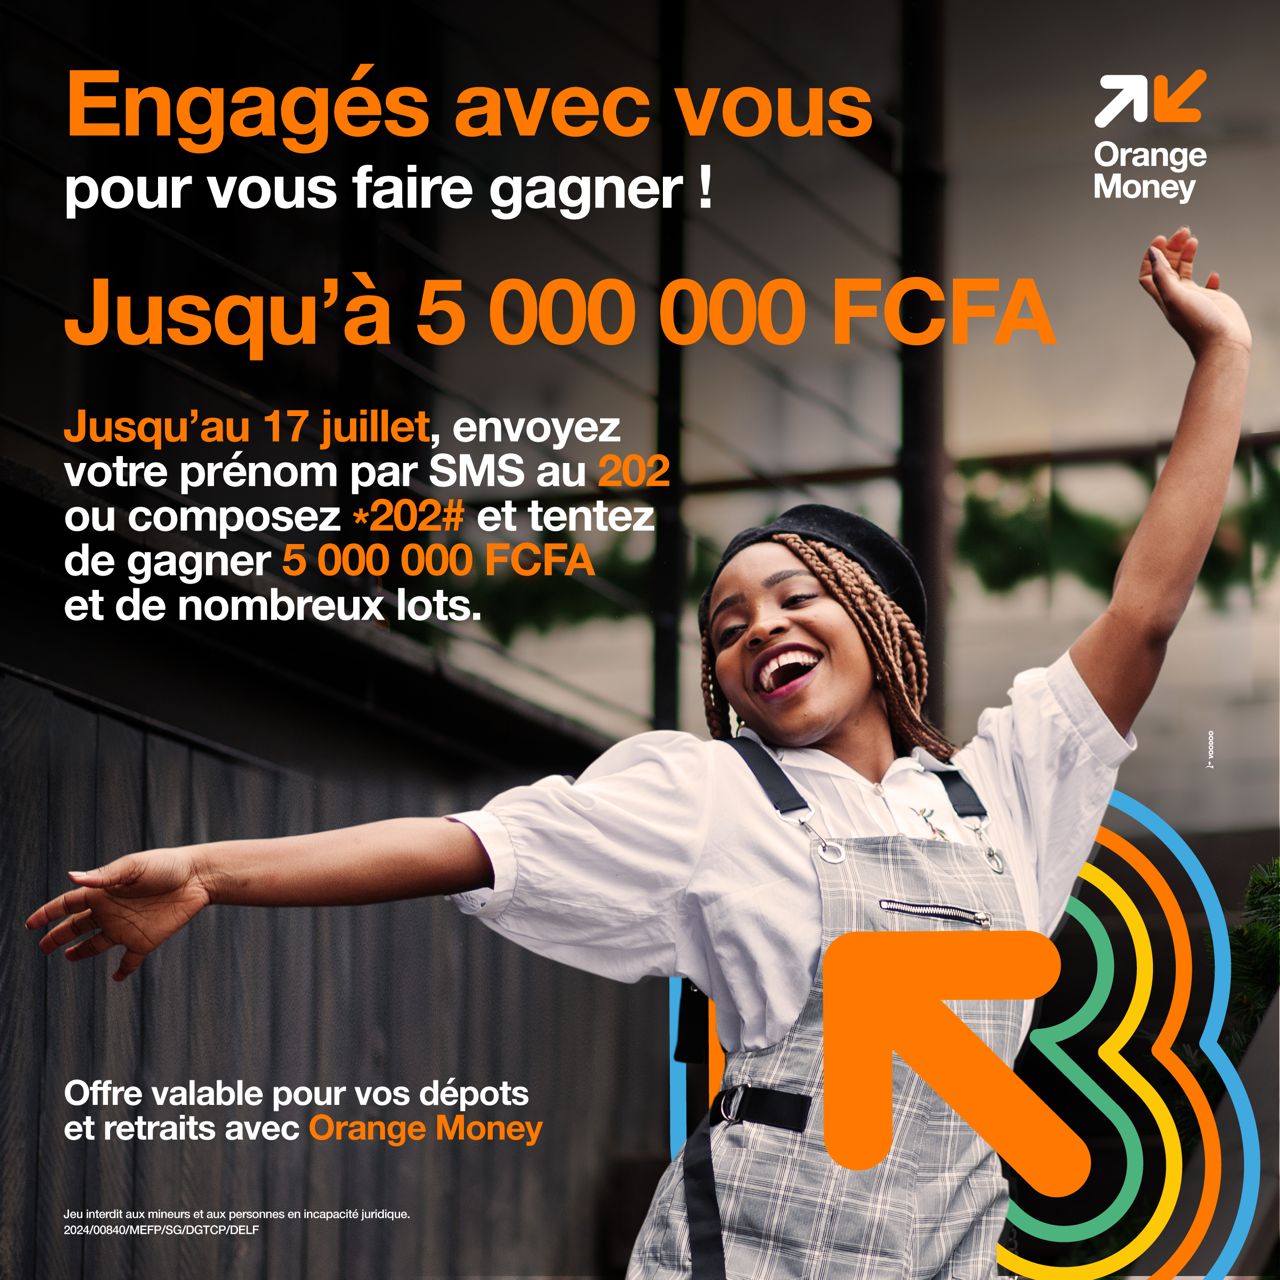 Engagés avec vous
pour vous faire gagner !
Orange
Money
Jusqu’à 5 000 000 FCFA
Jusqu’au 17 juillet, envoyez
votre prénom par SMS au 202
ou composez *202# et tentez
de gagner 5 000 000 FCFA
et de nombreux lots.
VOODOO
Offre valable pour vos dépots
et retraits avec Orange Money
Jeu interdit aux mineurs et aux personnes en incapacité juridique.
2024/00840/MEFP/SG/DGTCP/DELF